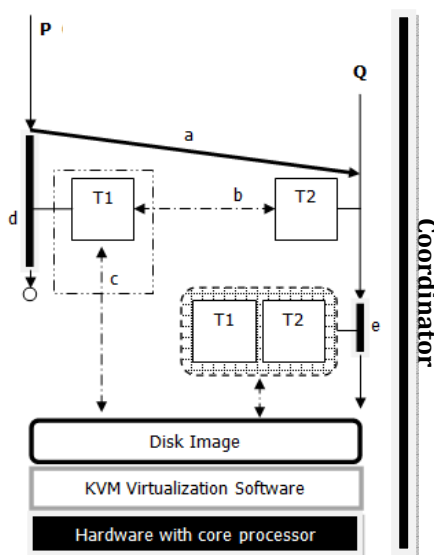 P
Q
a
T1
b
T2
d
c
T1
T2
e
Coordinator
Disk Image
KVM Virtualization Software
Hardware with core processor